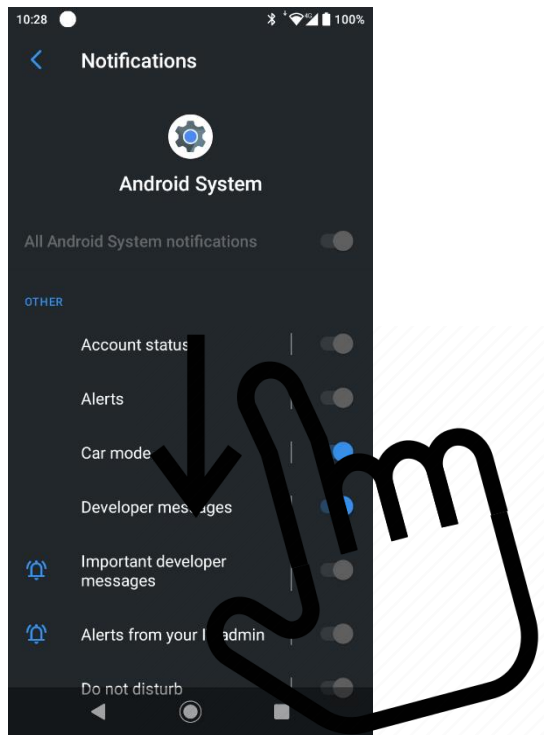 10:28 4G 100%
Notifications
Android System
All Android System notifications
OTHER
Account status
Alerts
Car mode
Developer messages
Important developer
messages
Alerts from your admin
Do not disturb